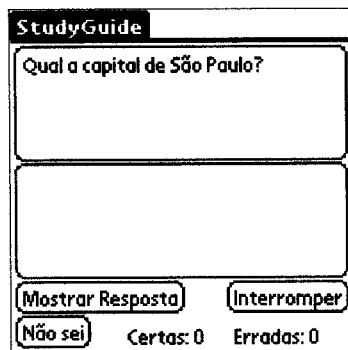 StudyGuide
Qual a capital de São Paulo?
Mostrar Resposta Interromper
Não sei Certas: 0 Erradas: 0